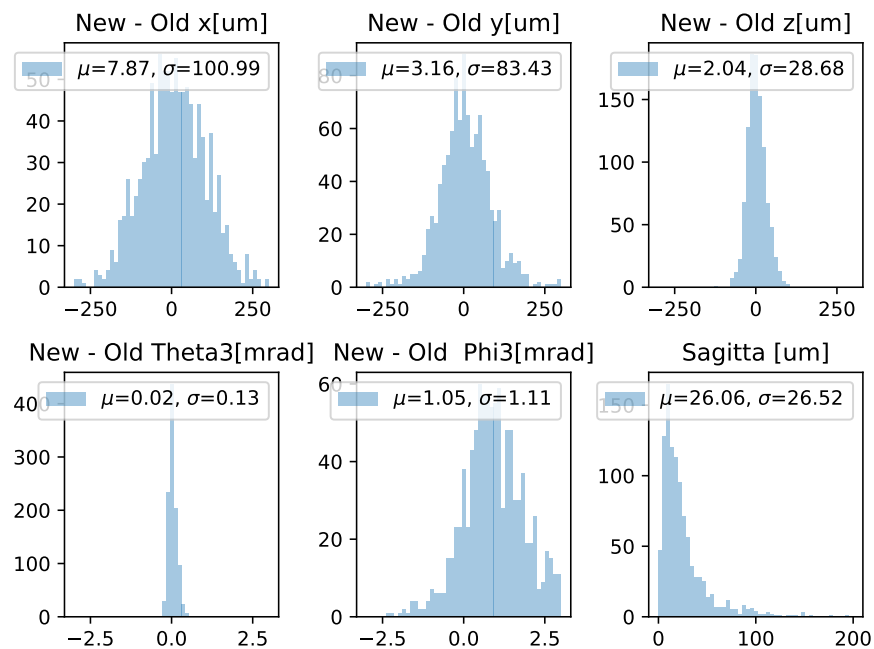 New - Old x[um]
μ=7.87, σ=100.99
50
40
30
20
10
0
−250 0 250
New - Old y[um]
μ=3.16, σ=83.43
80
60
40
20
0
−250 0 250
New - Old z[um]
μ=2.04, σ=28.68
150
100
50
0
−250 0 250
New - Old Theta3[mrad]
μ=0.02, σ=0.13
400
300
200
100
0
−2.5 0.0 2.5
New - Old  Phi3[mrad]
μ=1.05, σ=1.11
60
40
20
0
−2.5 0.0 2.5
Sagitta [um]
μ=26.06, σ=26.52
150
100
50
0
0 100 200